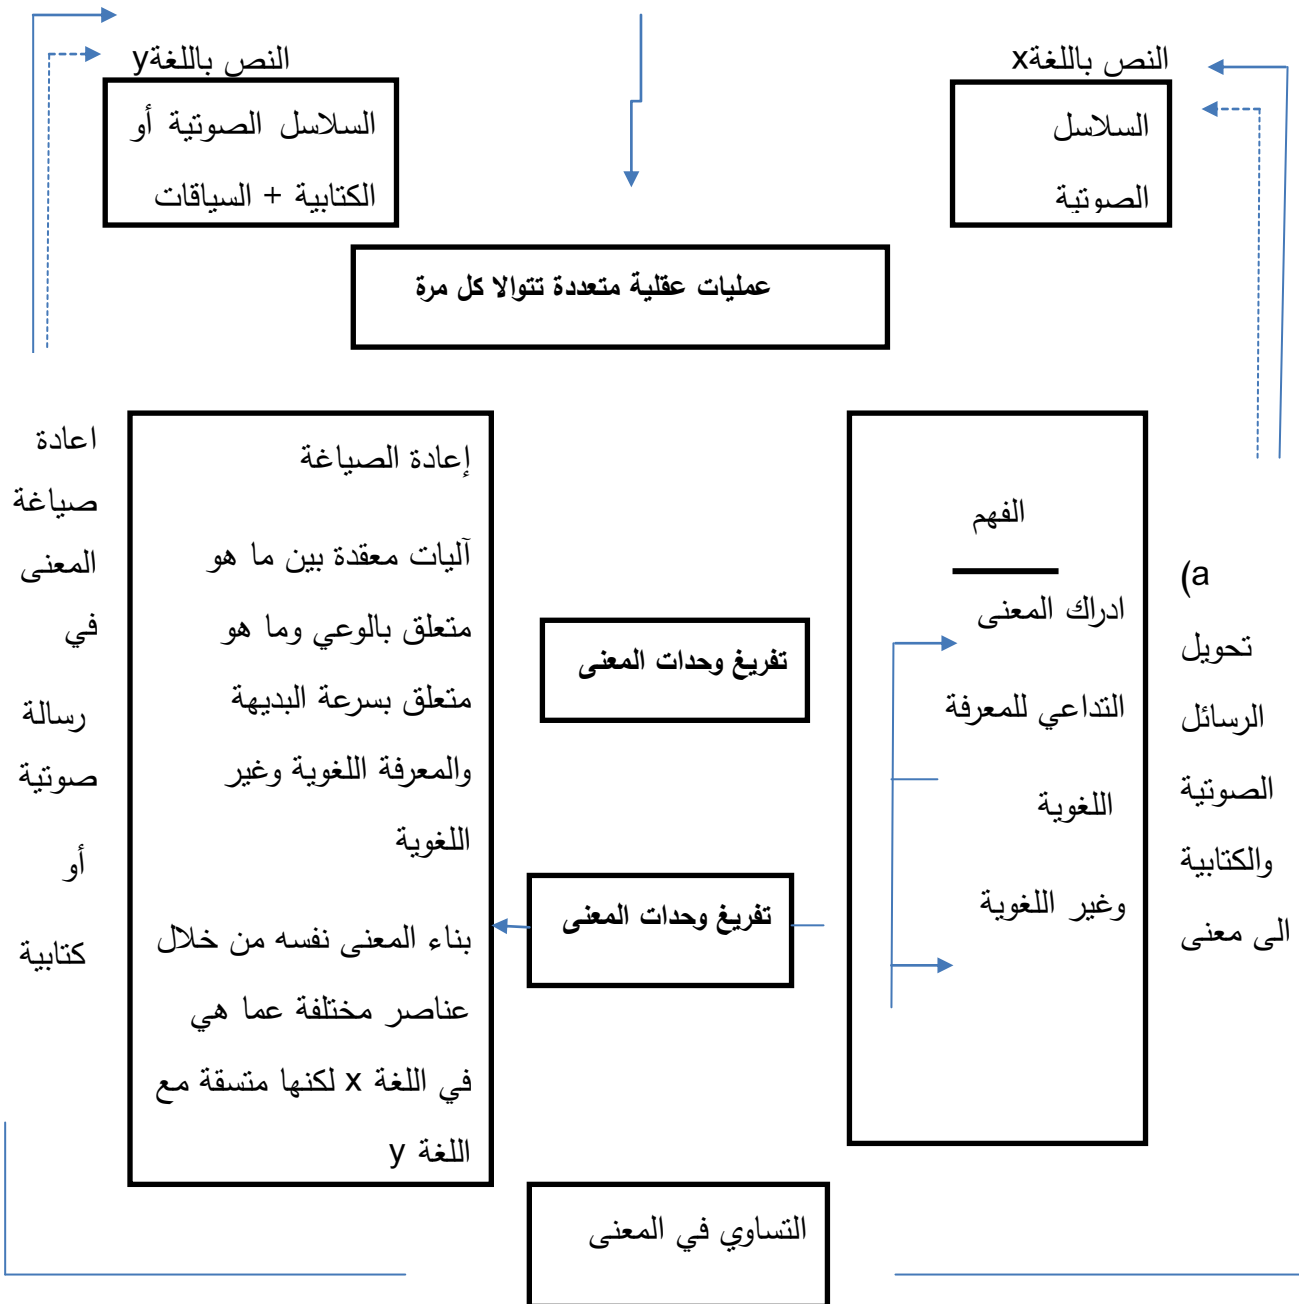 النص باللغةx
السلاسل
الصوتية
النص باللغةy
السلاسل الصوتية أو
الكتابية + السياقات
عمليات عقلية متعددة تتوالا كل مرة
a)
تحويل
الرسائل
الصوتية
والكتابية
الى معنى
الفهم
ادراك المعنى
التداعي للمعرفة
اللغوية
وغير اللغوية
تفريغ وحدات المعنى
تفريغ وحدات المعنى
إعادة الصياغة
آليات معقدة بين ما هو
متعلق بالوعي وما هو
متعلق بسرعة البديهة
والمعرفة اللغوية وغير
اللغوية
بناء المعنى نفسه من خلال
عناصر مختلفة عما هي
في اللغة x لكنها متسقة مع
اللغة y
اعادة
صياغة
المعنى
في
رسالة
صوتية
أو
كتابية
التساوي في المعنى